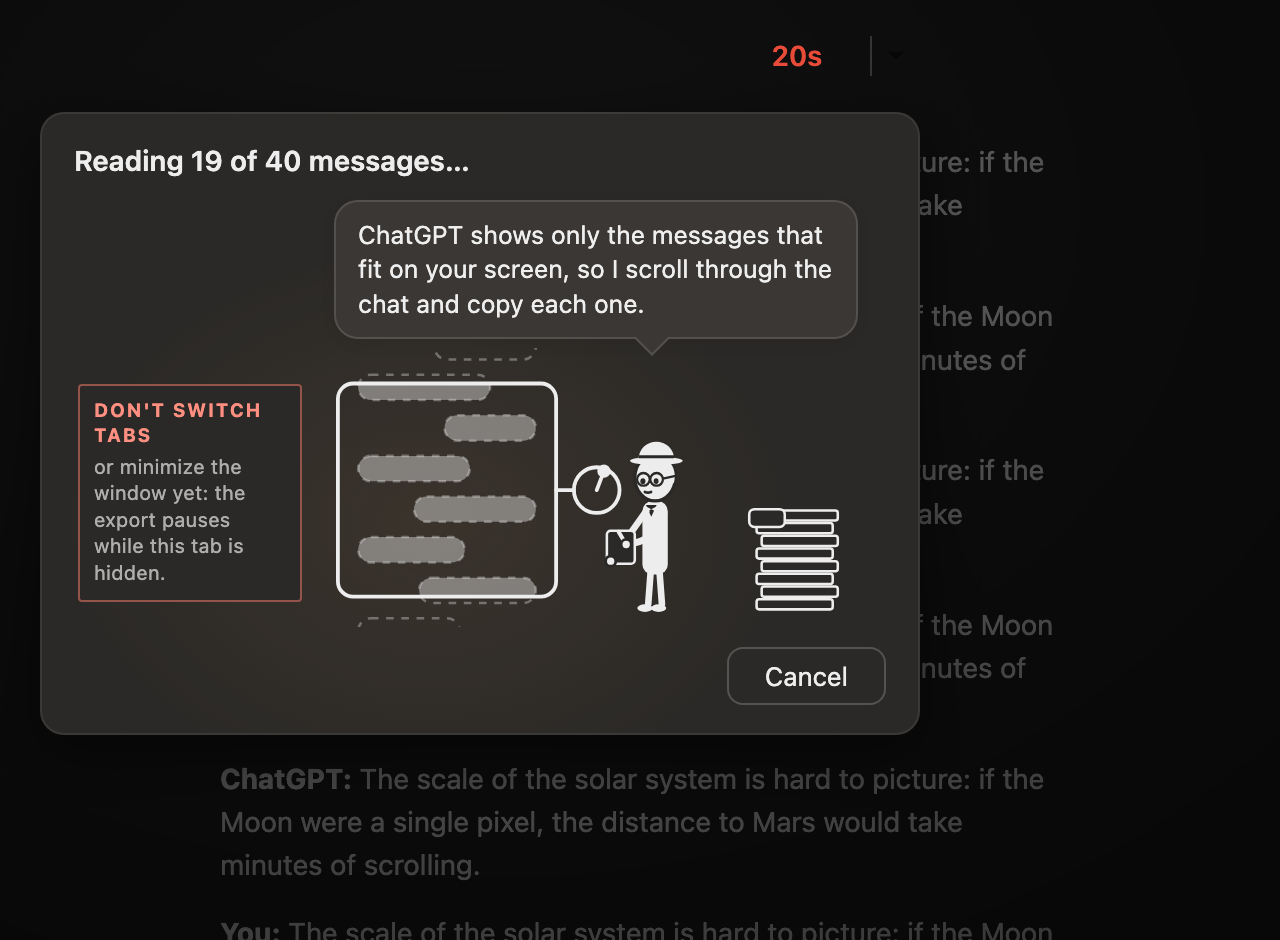 20s
Reading 19 of 40 messages...
ChatGPT shows only the messages that
fit on your screen, so I scroll through the
chat and copy each one.
DON'T SWITCH
TABS
or minimize the
window yet: the
export pauses
while this tab is
hidden.
Cancel
ure: if the
ake
f the Moon
nutes of
ure: if the
ake
f the Moon
nutes of
ChatGPT: The scale of the solar system is hard to picture: if the
Moon were a single pixel, the distance to Mars would take
minutes of scrolling.
You: The scale of the solar system is hard to picture: if the Moon